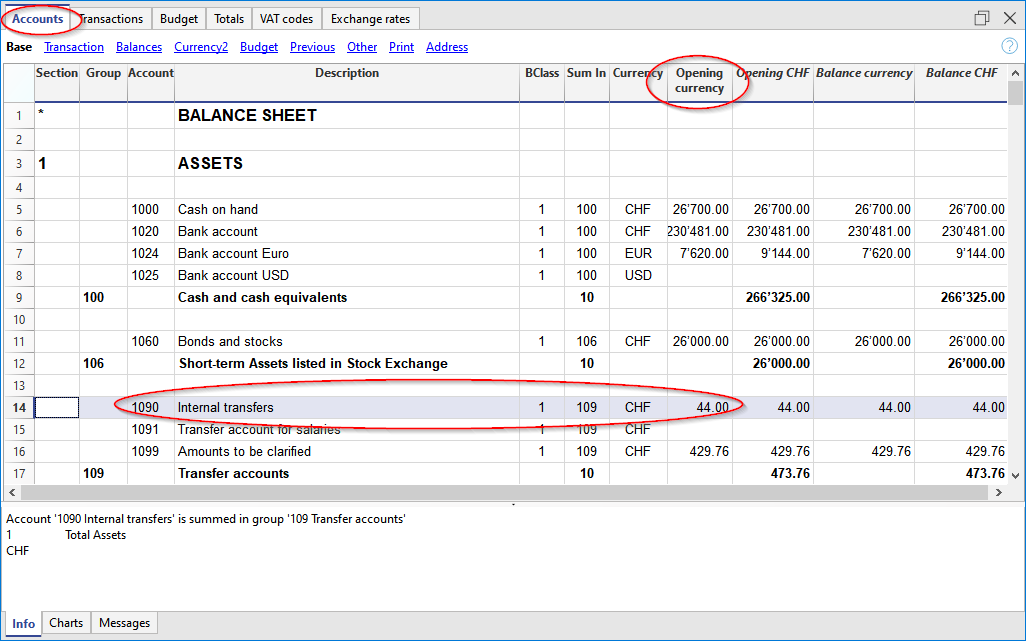 Accounts Transactions Budget Totals VAT codes Exchange rates
Base Transaction Balances Currency2 Budget Previous Other Print Address
?
Section Group Account Description BClass Sum In Currency Opening currency Opening CHF Balance currency Balance CHF
1 * BALANCE SHEET
2
3 1 ASSETS
4
5 1000 Cash on hand 1 100 CHF 26'700.00 26'700.00 26'700.00 26'700.00
6 1020 Bank account 1 100 CHF 230'481.00 230'481.00 230'481.00 230'481.00
7 1024 Bank account Euro 1 100 EUR 7'620.00 9'144.00 7'620.00 9'144.00
8 1025 Bank account USD 1 100 USD
9 100 Cash and cash equivalents 10 266'325.00 266'325.00
10
11 1060 Bonds and stocks 1 106 CHF 26'000.00 26'000.00 26'000.00 26'000.00
12 106 Short-term Assets listed in Stock Exchange 10 26'000.00 26'000.00
13
14 1090 Internal transfers 1 109 CHF 44.00 44.00 44.00 44.00
15 1091 Transfer account for salaries 1 109 CHF
16 1099 Amounts to be clarified 1 109 CHF 429.76 429.76 429.76 429.76
17 109 Transfer accounts 10 473.76 473.76
Account '1090 Internal transfers' is summed in group '109 Transfer accounts'
1 Total Assets
CHF
Info Charts Messages